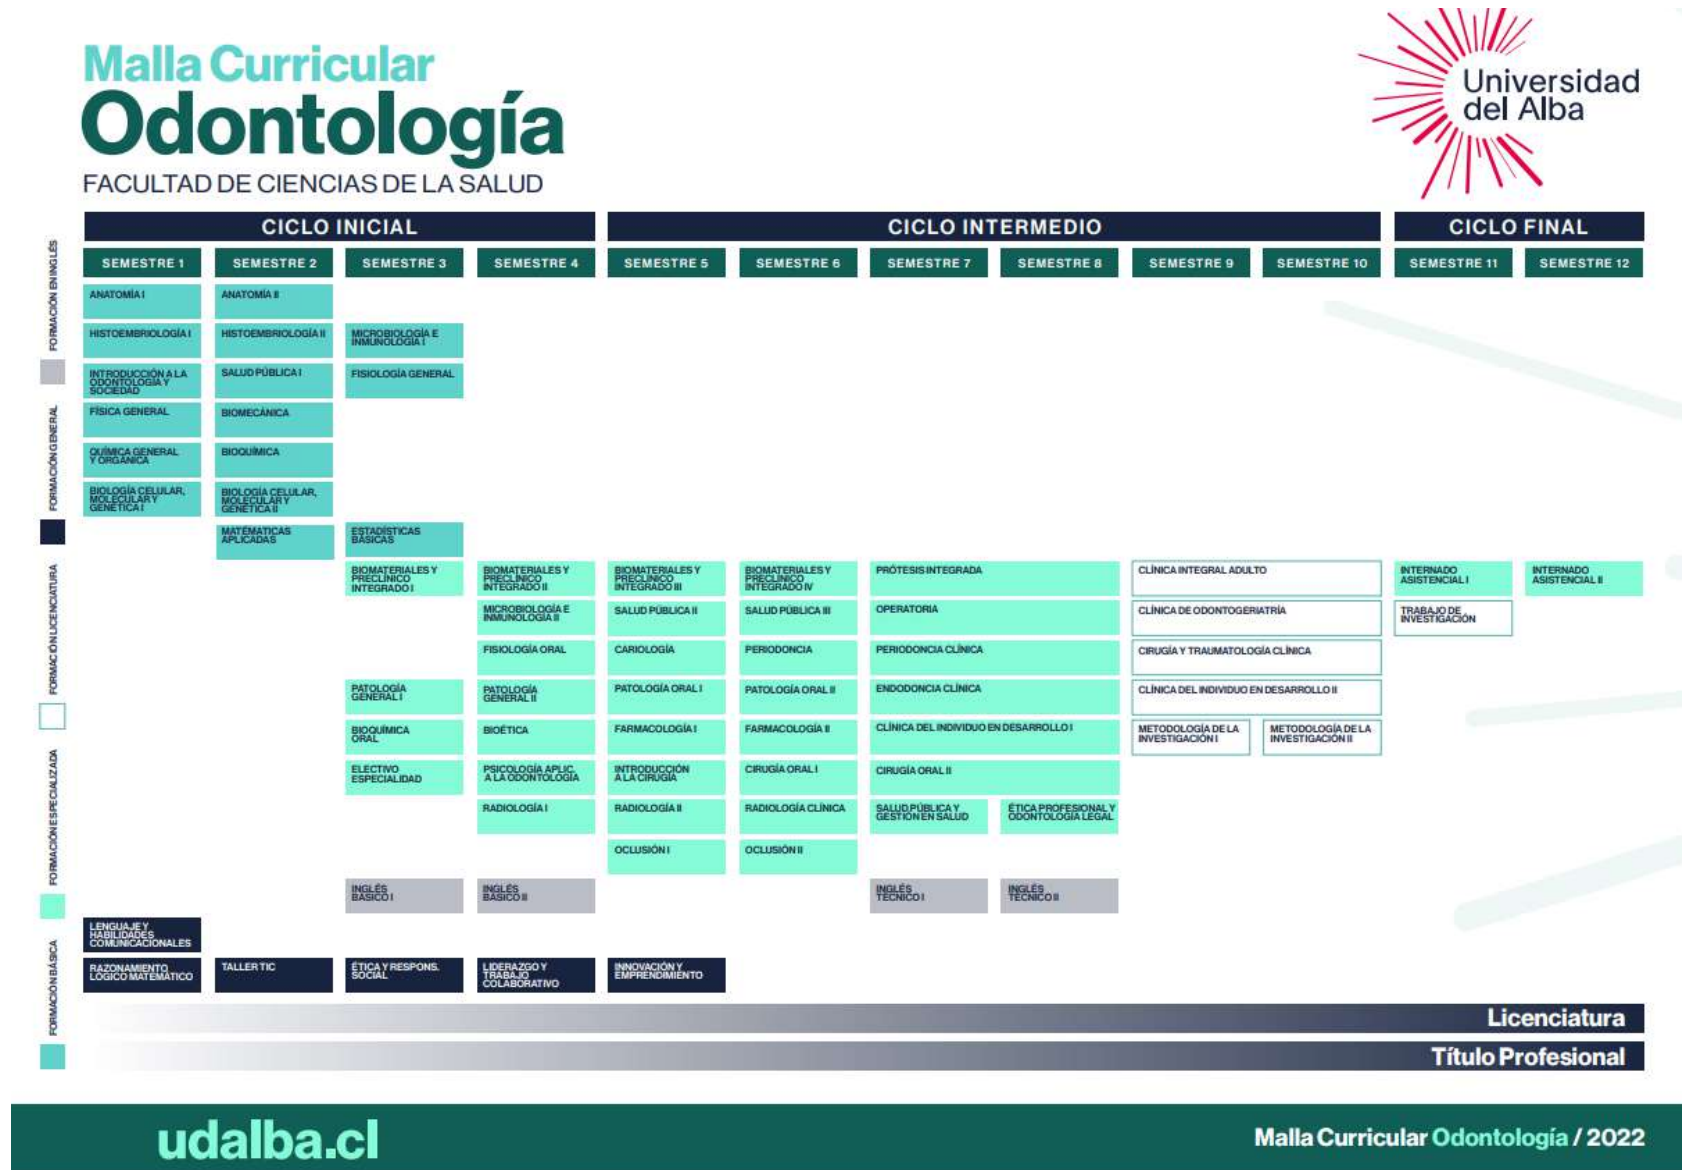 Malla Curricular
Odontología
FACULTAD DE CIENCIAS DE LA SALUD
Universidad
del Alba
CICLO INICIAL
CICLO INTERMEDIO
CICLO FINAL
SEMESTRE 1
SEMESTRE 2
SEMESTRE 3
SEMESTRE 4
SEMESTRE 5
SEMESTRE 6
SEMESTRE 7
SEMESTRE 8
SEMESTRE 9
SEMESTRE 10
SEMESTRE 11
SEMESTRE 12
FORMACIÓN EN INGLÉS
FORMACIÓN GENERAL
FORMACIÓN LICENCIATURA
FORMACIÓN ESPECIALIZADA
FORMACIÓN BÁSICA
ANATOMÍA I
ANATOMÍA II
HISTOEMBRIOLOGÍA I
HISTOEMBRIOLOGÍA II
MICROBIOLOGÍA E
INMUNOLOGÍA I
INTRODUCCIÓN A LA
ODONTOLOGÍA Y
SOCIEDAD
SALUD PÚBLICA I
FISIOLOGÍA GENERAL
FÍSICA GENERAL
BIOMECÁNICA
QUÍMICA GENERAL
Y ORGÁNICA
BIOQUÍMICA
BIOLOGÍA CELULAR,
MOLECULAR Y
GENÉTICA I
BIOLOGÍA CELULAR,
MOLECULAR Y
GENÉTICA II
MATEMÁTICAS
APLICADAS
ESTADÍSTICAS
BÁSICAS
BIOMATERIALES Y
PRECLÍNICO
INTEGRADO I
BIOMATERIALES Y
PRECLÍNICO
INTEGRADO II
BIOMATERIALES Y
PRECLÍNICO
INTEGRADO III
BIOMATERIALES Y
PRECLÍNICO
INTEGRADO IV
PRÓTESIS INTEGRADA
CLÍNICA INTEGRAL ADULTO
INTERNADO
ASISTENCIAL I
INTERNADO
ASISTENCIAL II
MICROBIOLOGÍA E
INMUNOLOGÍA II
SALUD PÚBLICA II
SALUD PÚBLICA III
OPERATORIA
CLÍNICA DE ODONTOGERIATRÍA
TRABAJO DE
INVESTIGACIÓN
FISIOLOGÍA ORAL
CARIOLOGÍA
PERIODONCIA
PERIODONCIA CLÍNICA
CIRUGÍA Y TRAUMATOLOGÍA CLÍNICA
PATOLOGÍA
GENERAL I
PATOLOGÍA
GENERAL II
PATOLOGÍA ORAL I
PATOLOGÍA ORAL II
ENDODONCIA CLÍNICA
CLÍNICA DEL INDIVIDUO EN DESARROLLO II
BIOQUÍMICA
ORAL
BIOÉTICA
FARMACOLOGÍA I
FARMACOLOGÍA II
CLÍNICA DEL INDIVIDUO EN DESARROLLO I
METODOLOGÍA DE LA
INVESTIGACIÓN I
METODOLOGÍA DE LA
INVESTIGACIÓN II
ELECTIVO
ESPECIALIDAD
PSICOLOGÍA APLIC.
A LA ODONTOLOGÍA
INTRODUCCIÓN
A LA CIRUGÍA
CIRUGÍA ORAL I
CIRUGÍA ORAL II
RADIOLOGÍA I
RADIOLOGÍA II
RADIOLOGÍA CLÍNICA
SALUD PÚBLICA Y
GESTIÓN EN SALUD
ÉTICA PROFESIONAL Y
ODONTOLOGÍA LEGAL
OCLUSIÓN I
OCLUSIÓN II
INGLÉS
BÁSICO I
INGLÉS
BÁSICO II
INGLÉS
TÉCNICO I
INGLÉS
TÉCNICO II
LENGUAJE Y
HABILIDADES
COMUNICACIONALES
RAZONAMIENTO
LÓGICO MATEMÁTICO
TALLER TIC
ÉTICA Y RESPONS.
SOCIAL
LIDERAZGO Y
TRABAJO
COLABORATIVO
INNOVACIÓN Y
EMPRENDIMIENTO
Licenciatura
Título Profesional
udalba.cl
Malla Curricular Odontología / 2022